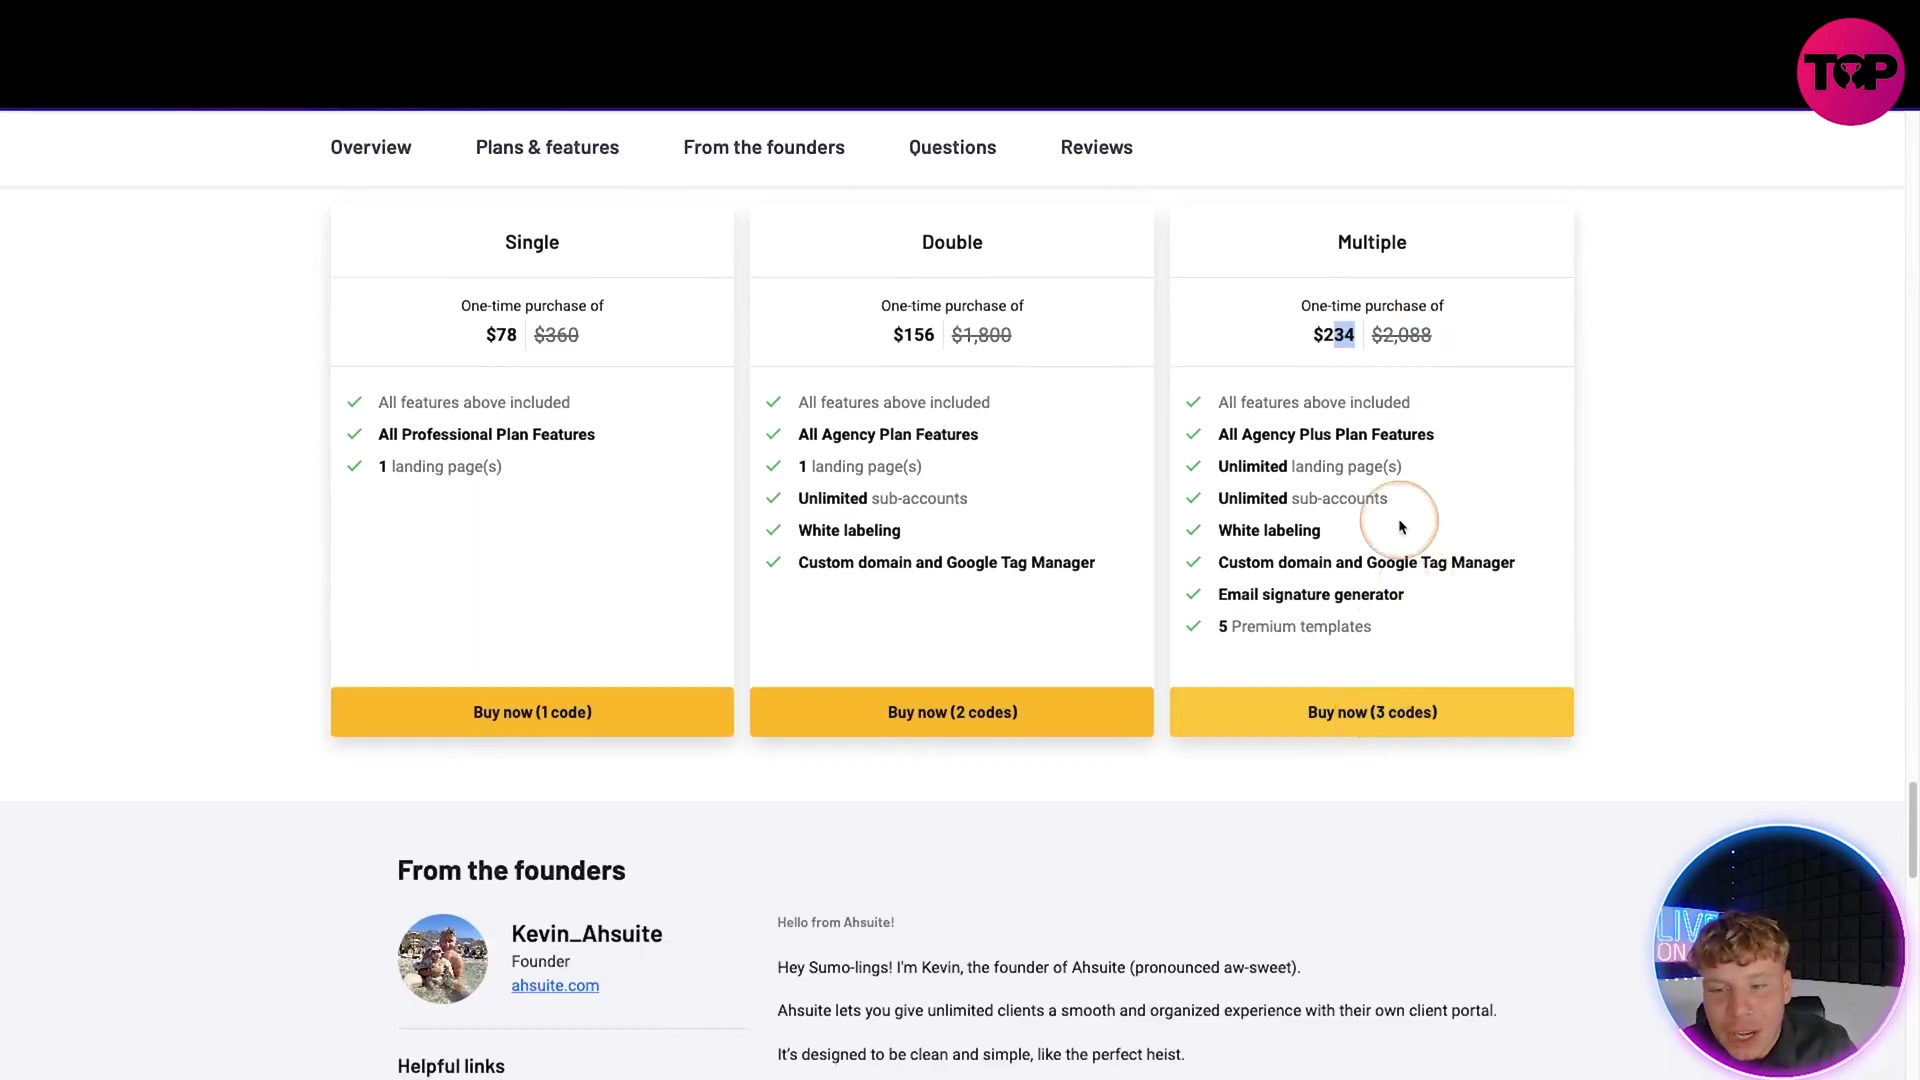 TOP
Overview Plans & features From the founders Questions Reviews
Single
One-time purchase of
$78 $360
All features above included
All Professional Plan Features
1 landing page(s)
Buy now (1 code)
Double
One-time purchase of
$156 $1,800
All features above included
All Agency Plan Features
1 landing page(s)
Unlimited sub-accounts
White labeling
Custom domain and Google Tag Manager
Buy now (2 codes)
Multiple
One-time purchase of
$234 $2,088
All features above included
All Agency Plus Plan Features
Unlimited landing page(s)
Unlimited sub-accounts
White labeling
Custom domain and Google Tag Manager
Email signature generator
5 Premium templates
Buy now (3 codes)
From the founders
Kevin_Ahsuite
Founder
ahsuite.com
Helpful links
Hello from Ahsuite!
Hey Sumo-lings! I'm Kevin, the founder of Ahsuite (pronounced aw-sweet).
Ahsuite lets you give unlimited clients a smooth and organized experience with their own client portal.
It's designed to be clean and simple, like the perfect heist.
LIVE
ON